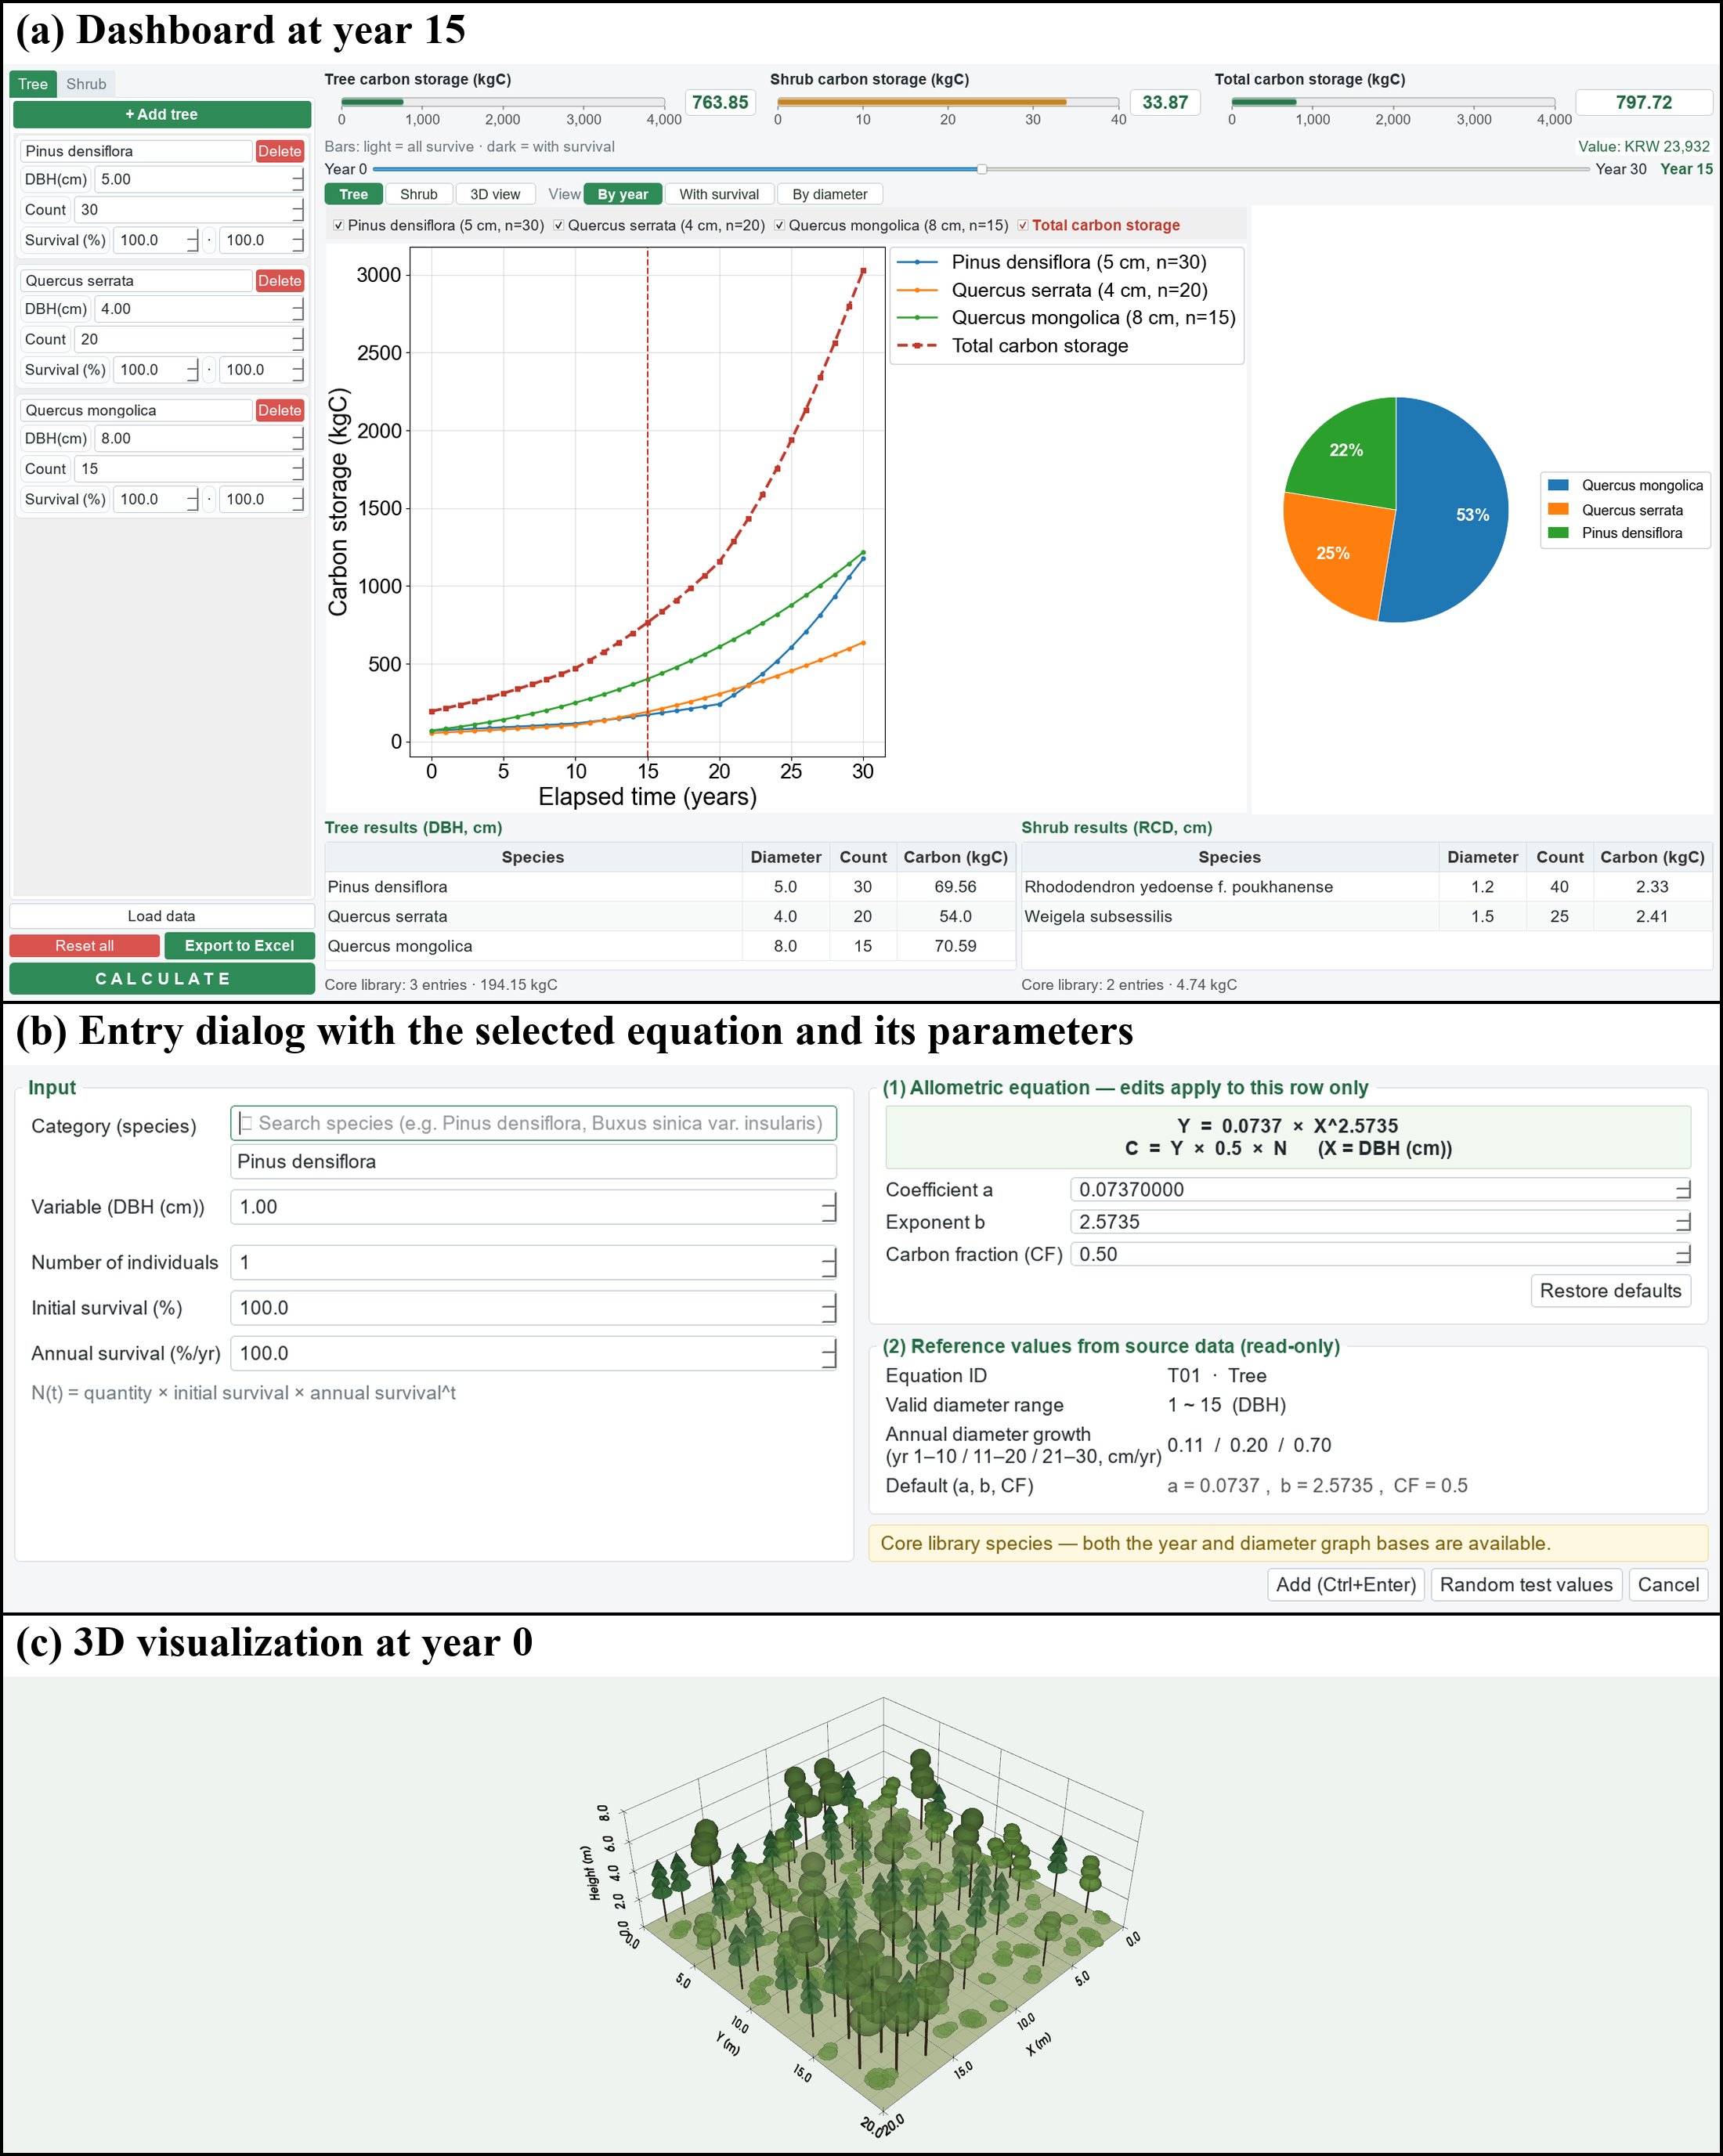 (a) Dashboard at year 15
Tree Shrub
+ Add tree
Pinus densiflora Delete
DBH(cm) 5.00
Count 30
Survival (%) 100.0 · 100.0
Quercus serrata Delete
DBH(cm) 4.00
Count 20
Survival (%) 100.0 · 100.0
Quercus mongolica Delete
DBH(cm) 8.00
Count 15
Survival (%) 100.0 · 100.0
Load data
Reset all Export to Excel
CALCULATE
Tree carbon storage (kgC)
763.85
0 1,000 2,000 3,000 4,000
Shrub carbon storage (kgC)
33.87
0 10 20 30 40
Total carbon storage (kgC)
797.72
0 1,000 2,000 3,000 4,000
Bars: light = all survive · dark = with survival
Value: KRW 23,932
Year 0 Year 30 Year 15
Tree Shrub 3D view View By year With survival By diameter
Pinus densiflora (5 cm, n=30) Quercus serrata (4 cm, n=20) Quercus mongolica (8 cm, n=15) Total carbon storage
Carbon storage (kgC)
3000
2500
2000
1500
1000
500
0
0 5 10 15 20 25 30
Elapsed time (years)
Pinus densiflora (5 cm, n=30)
Quercus serrata (4 cm, n=20)
Quercus mongolica (8 cm, n=15)
Total carbon storage
22%
53%
25%
Quercus mongolica
Quercus serrata
Pinus densiflora
Tree results (DBH, cm)
Species Diameter Count Carbon (kgC)
Pinus densiflora 5.0 30 69.56
Quercus serrata 4.0 20 54.0
Quercus mongolica 8.0 15 70.59
Core library: 3 entries · 194.15 kgC
Shrub results (RCD, cm)
Species Diameter Count Carbon (kgC)
Rhododendron yedoense f. poukhanense 1.2 40 2.33
Weigela subsessilis 1.5 25 2.41
Core library: 2 entries · 4.74 kgC
(b) Entry dialog with the selected equation and its parameters
Input
Category (species) Search species (e.g. Pinus densiflora, Buxus sinica var. insularis)
Pinus densiflora
Variable (DBH (cm)) 1.00
Number of individuals 1
Initial survival (%) 100.0
Annual survival (%/yr) 100.0
N(t) = quantity × initial survival × annual survival^t
(1) Allometric equation — edits apply to this row only
Y = 0.0737 × X^2.5735
C = Y × 0.5 × N (X = DBH (cm))
Coefficient a 0.07370000
Exponent b 2.5735
Carbon fraction (CF) 0.50
Restore defaults
(2) Reference values from source data (read-only)
Equation ID T01 · Tree
Valid diameter range 1 ~ 15 (DBH)
Annual diameter growth
(yr 1–10 / 11–20 / 21–30, cm/yr) 0.11 / 0.20 / 0.70
Default (a, b, CF) a = 0.0737 , b = 2.5735 , CF = 0.5
Core library species — both the year and diameter graph bases are available.
Add (Ctrl+Enter) Random test values Cancel
(c) 3D visualization at year 0
Height (m)
8.0
6.0
4.0
2.0
0.0
0.0
5.0
10.0
15.0
20.0
Y (m)
0.0
5.0
10.0
15.0
20.0
X (m)